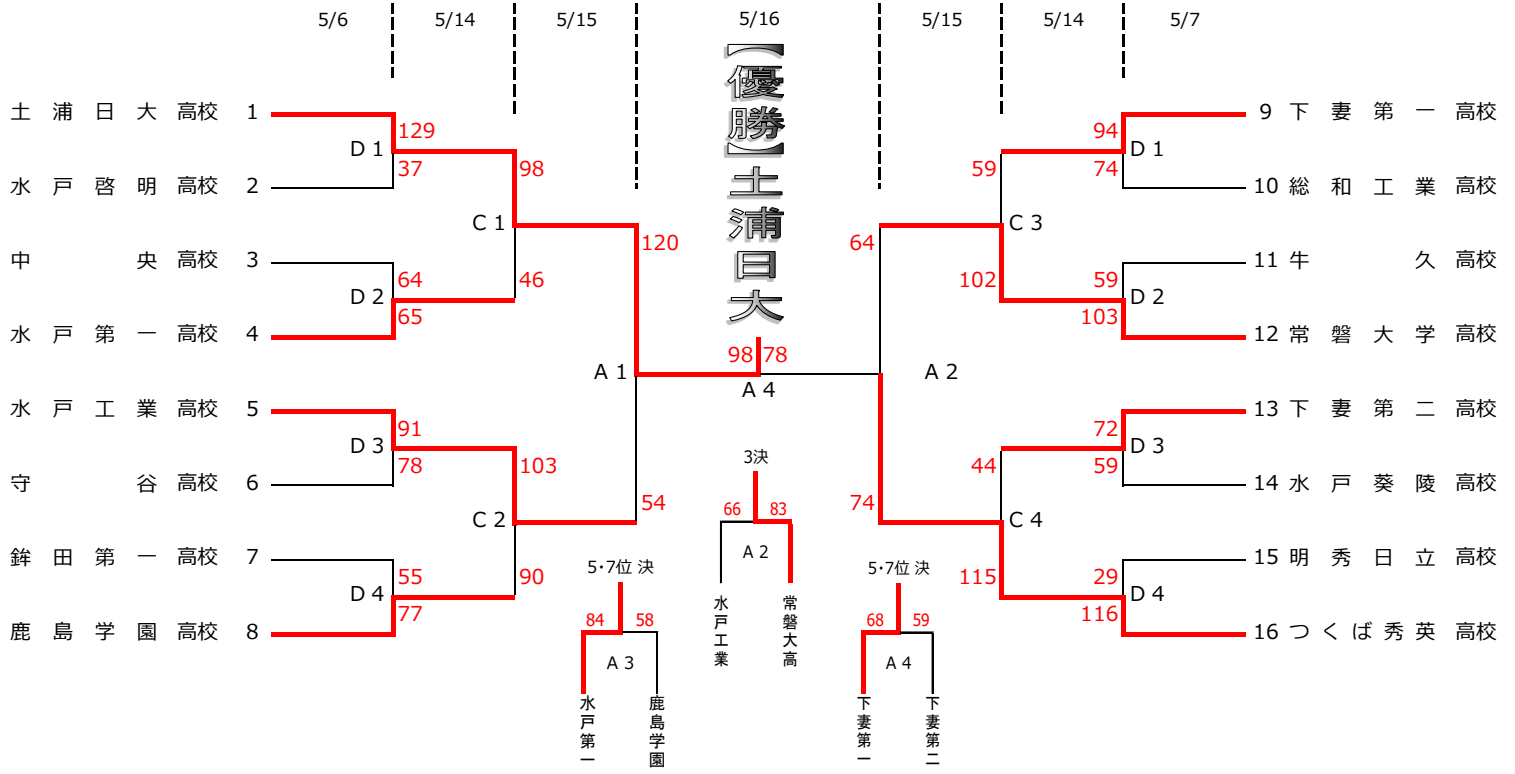 5/6 5/14 5/15 5/16 5/15 5/14 5/7
【優勝】土浦日大
土浦日大高校 1
129
D 1
37
水戸啓明高校 2
98
C 1
46
中央高校 3
64
D 2
65
水戸第一高校 4
120
A 1
54
水戸工業高校 5
91
D 3
78
守谷高校 6
103
C 2
90
鉾田第一高校 7
55
D 4
77
鹿島学園高校 8
98 78
A 4
9 下妻第一高校
94
D 1
74
10 総和工業高校
59
C 3
102
11 牛久高校
59
D 2
103
12 常磐大学高校
64
A 2
74
13 下妻第二高校
72
D 3
59
14 水戸葵陵高校
44
C 4
115
15 明秀日立高校
29
D 4
116
16 つくば秀英高校
3決
66 83
A 2
水戸工業
常磐大高
5・7位 決
84 58
A 3
水戸第一
鹿島学園
5・7位 決
68 59
A 4
下妻第一
下妻第二